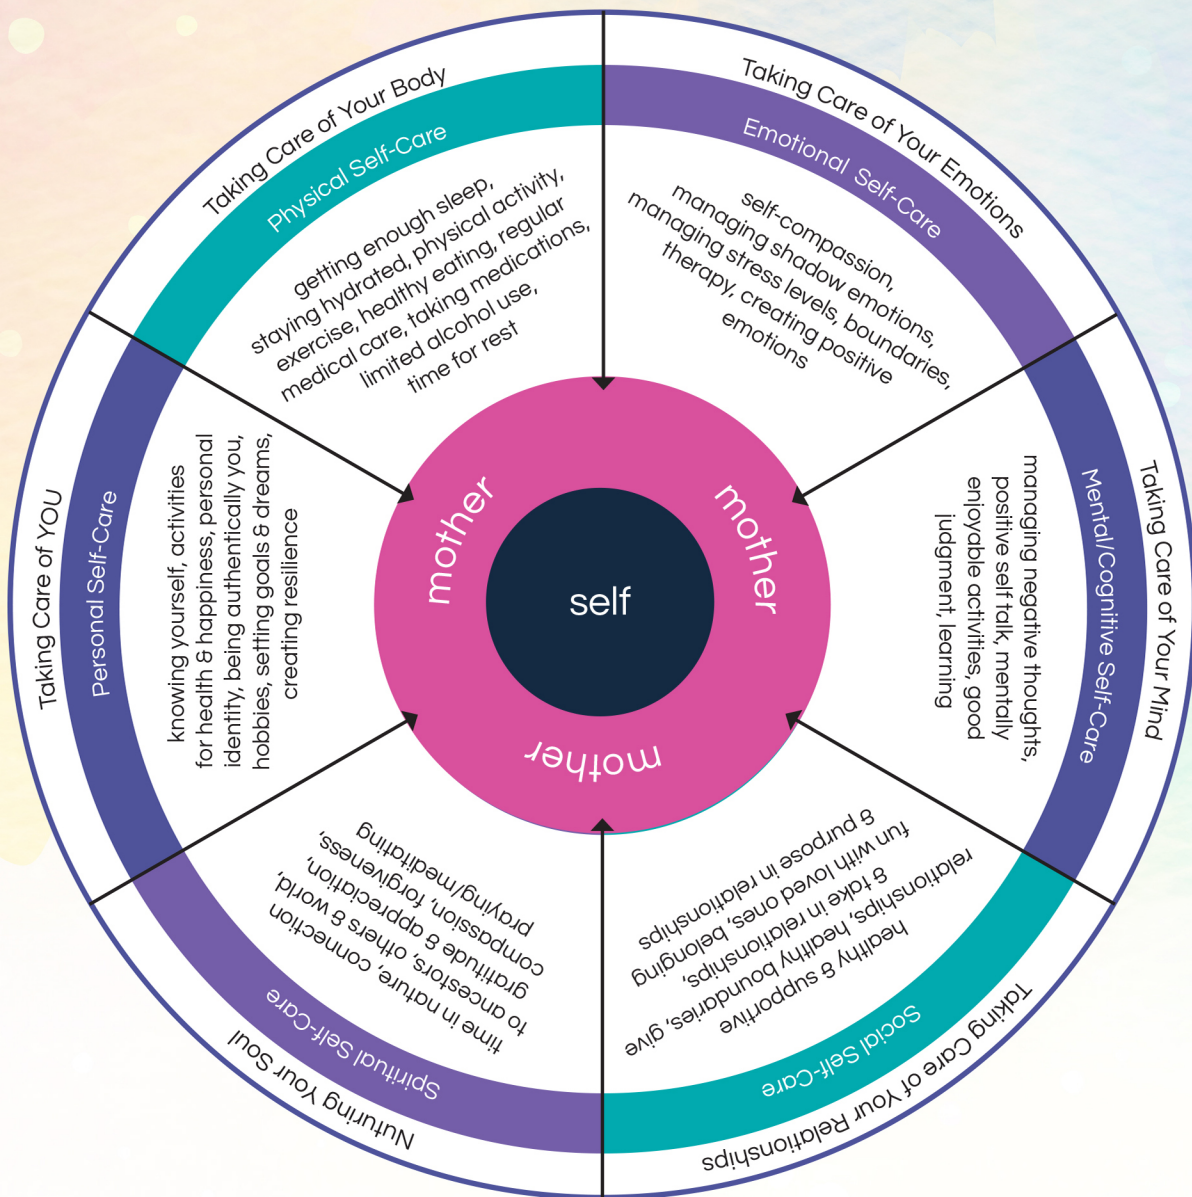 Taking Care of Your Body
Physical Self-Care
getting enough sleep,
staying hydrated, physical activity,
exercise, healthy eating, regular
medical care, taking medications,
limited alcohol use,
time for rest
Taking Care of Your Emotions
Emotional Self-Care
self-compassion,
managing shadow emotions,
managing stress levels, boundaries,
therapy, creating positive
emotions
Taking Care of Your Mind
Mental/Cognitive Self-Care
managing negative thoughts,
positive self talk, mentally
enjoyable activities, good
judgment, learning
Taking Care of Your Relationships
Social Self-Care
healthy & supportive
relationships, healthy boundaries, give
& take in relationships,
fun with loved ones, belonging
& purpose in relationships
Nurturing Your Soul
Spiritual Self-Care
time in nature, connection
to ancestors, others & world,
gratitude & appreciation,
compassion, forgiveness,
praying/meditating
Taking Care of YOU
Personal Self-Care
knowing yourself, activities
for health & happiness, personal
identity, being authentically you,
hobbies, setting goals & dreams,
creating resilience
mother
mother
mother
self